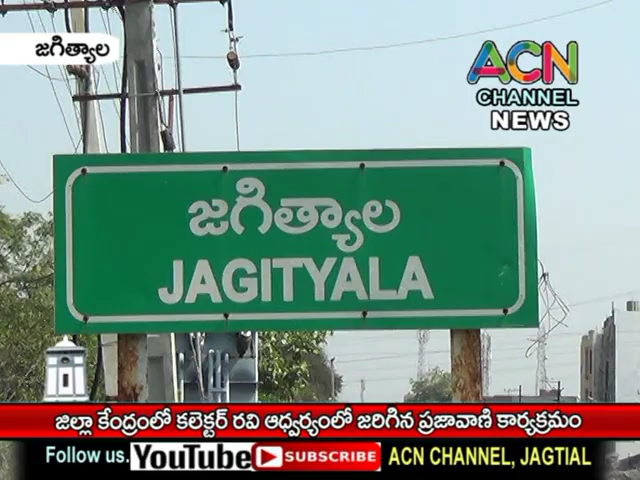 జగిత్యాల
ACN
CHANNEL
NEWS
జగిత్యాల
JAGITYALA
జిల్లా కేంద్రంలో కలెక్టర్ రవి ఆధ్వర్యంలో జరిగిన ప్రజావాణి కార్యక్రమం
Follow us. YouTube SUBSCRIBE ACN CHANNEL, JAGTIAL